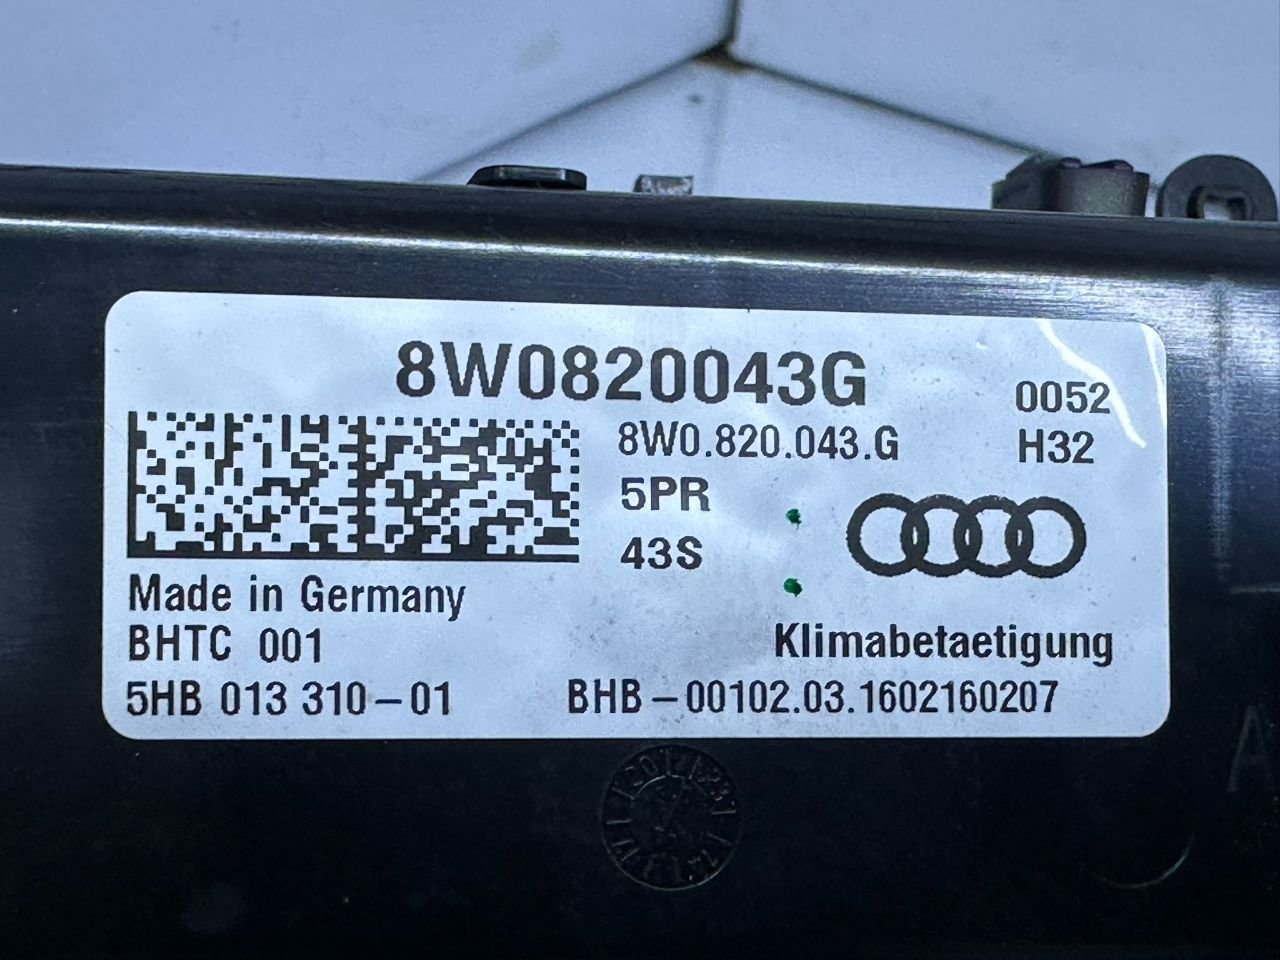 8W0820043G
0052
8W0.820.043.G
H32
5PR
43S
Made in Germany
BHTC 001
Klimabetaetigung
5HB 013 310-01
BHB-00102.03.1602160207
A